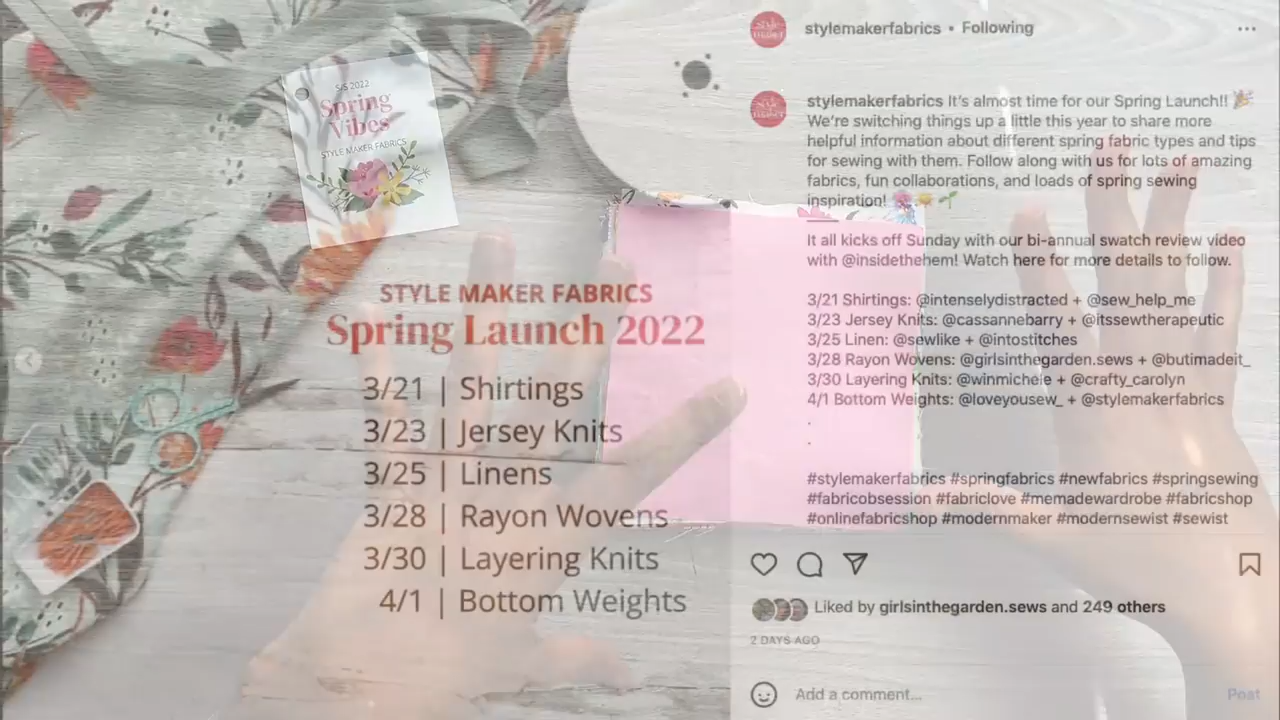 S/S 2022
Spring
Vibes
STYLE MAKER FABRICS
STYLE MAKER FABRICS
Spring Launch 2022
3/21 | Shirtings
3/23 | Jersey Knits
3/25 | Linens
3/28 | Rayon Wovens
3/30 | Layering Knits
4/1 | Bottom Weights
stylemakerfabrics • Following
stylemakerfabrics It's almost time for our Spring Launch!! 🎉
We're switching things up a little this year to share more
helpful information about different spring fabric types and tips
for sewing with them. Follow along with us for lots of amazing
fabrics, fun collaborations, and loads of spring sewing
inspiration! 🌸☀️🌱
It all kicks off Sunday with our bi-annual swatch review video
with @insidethehem! Watch here for more details to follow.
3/21 Shirtings: @intenselydistracted + @sew_help_me
3/23 Jersey Knits: @cassannebarry + @itssewtherapeutic
3/25 Linen: @sewlike + @intostitches
3/28 Rayon Wovens: @girlsinthegarden.sews + @butimadeit_
3/30 Layering Knits: @winmichele + @crafty_carolyn
4/1 Bottom Weights: @loveyousew_ + @stylemakerfabrics
.
.
#stylemakerfabrics #springfabrics #newfabrics #springsewing
#fabricobsession #fabriclove #memadewardrobe #fabricshop
#onlinefabricshop #modernmaker #modernsewist #sewist
Liked by girlsinthegarden.sews and 249 others
2 DAYS AGO
Add a comment...
Post